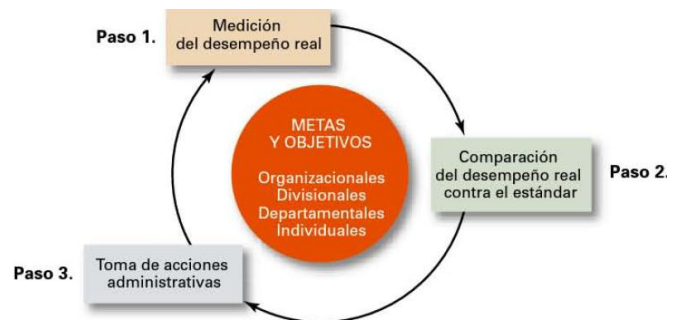 Paso 1.
Medición
del desempeño real
METAS
Y OBJETIVOS
Organizacionales
Divisionales
Departamentales
Individuales
Comparación
del desempeño real
contra el estándar
Paso 2.
Paso 3.
Toma de acciones
administrativas